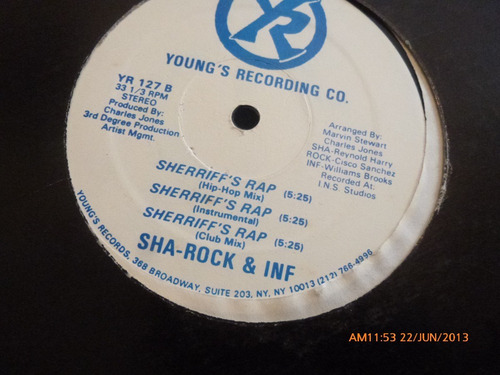 YR
YOUNG'S RECORDING CO.
YR 127 B
33 1/3 RPM
STEREO
Produced By:
Charles Jones
3rd Degree Production
Artist Mgmt.
Arranged By:
Marvin Stewart
Charles Jones
SHA-Reynold Harry
ROCK-Cisco Sanchez
INF-Williams Brooks
Recorded At:
I.N.S. Studios
SHERRIFF'S RAP (5:25)
(Hip-Hop Mix)
SHERRIFF'S RAP (5:25)
(Instrumental)
SHERRIFF'S RAP (5:25)
(Club Mix)
SHA-ROCK & INF
YOUNG'S RECORDS, 368 BROADWAY, SUITE 203, NY, NY 10013 (212) 766-4996
AM11:53 22/JUN/2013